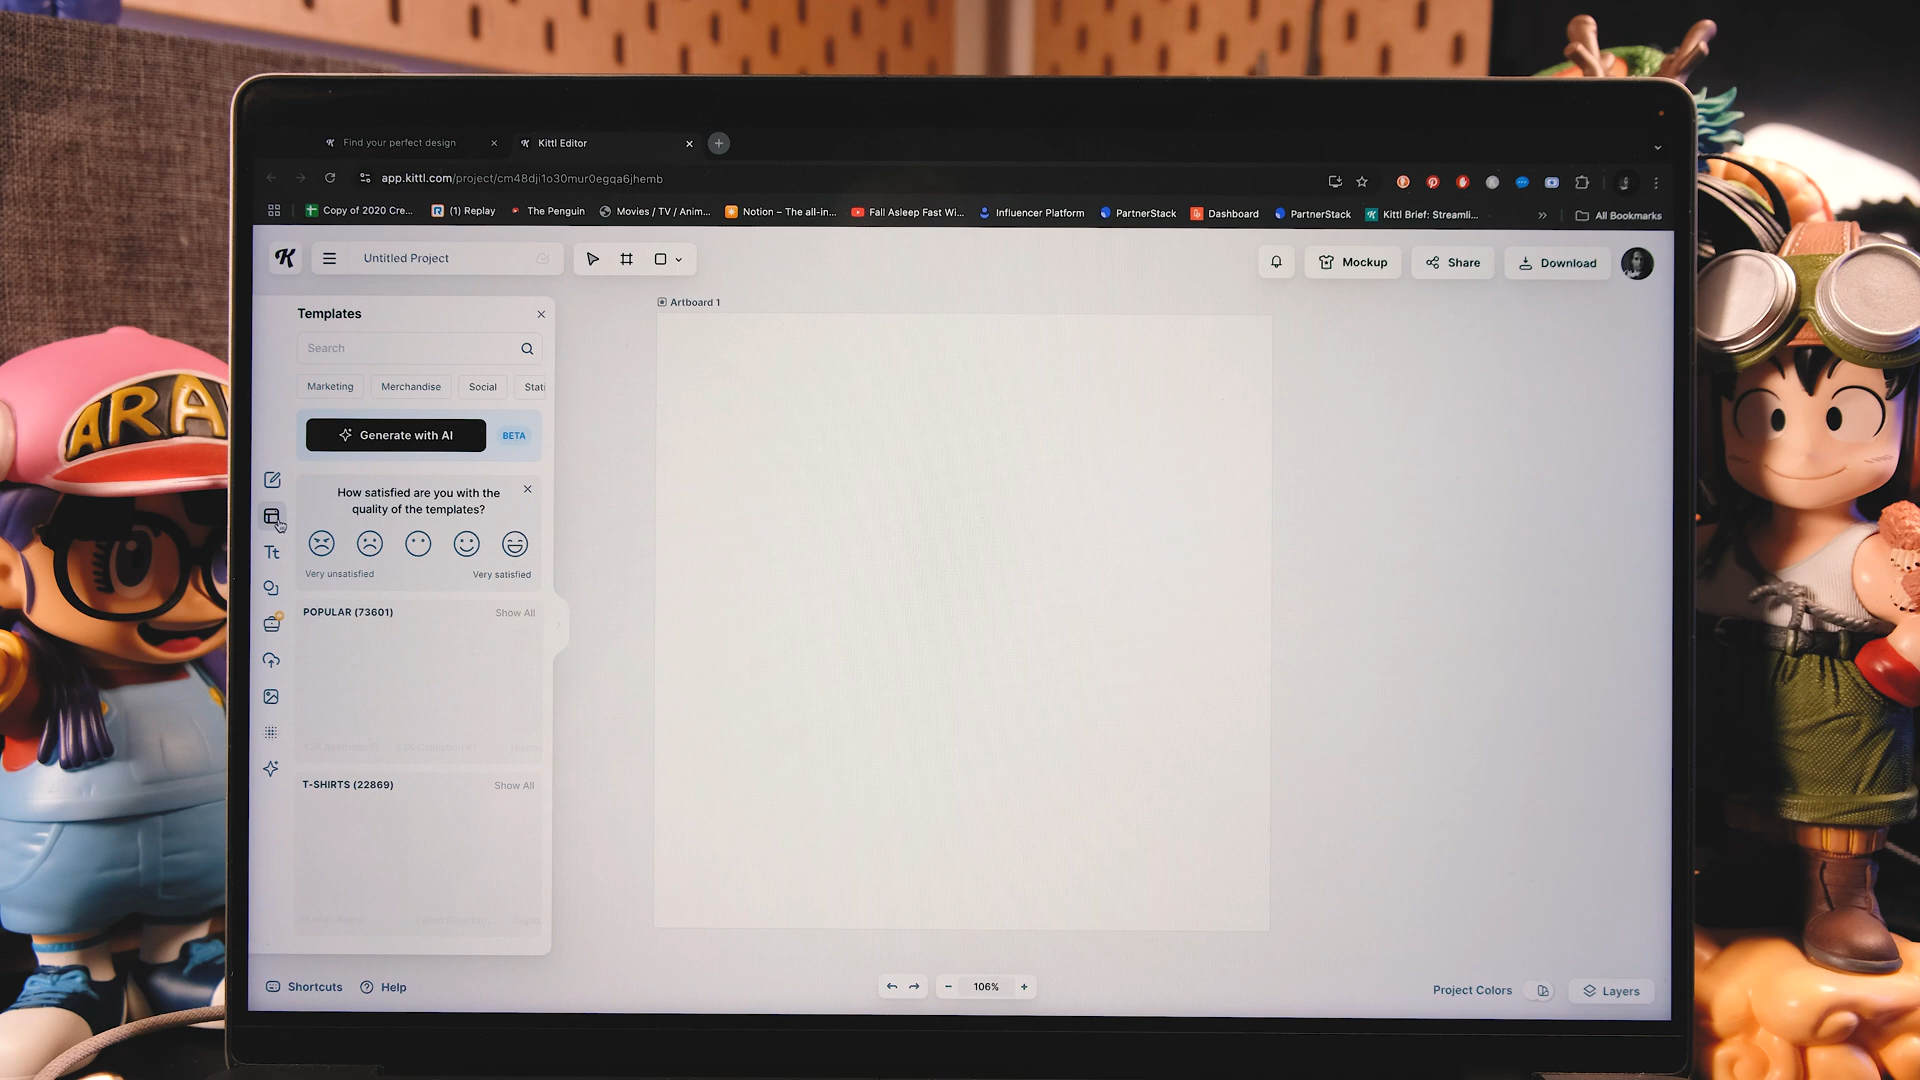 Find your perfect design
Kittl Editor
app.kittl.com/project/cm48dji1o30mur0egqa6jhemb
Copy of 2020 Cre...
(1) Replay
The Penguin
Movies / TV / Anim...
Notion – The all-in...
Fall Asleep Fast Wi...
Influencer Platform
PartnerStack
Dashboard
PartnerStack
Kittl Brief: Streamli...
All Bookmarks
K
Untitled Project
Mockup
Share
Download
Templates
Search
Marketing
Merchandise
Social
Stati
Generate with AI
BETA
How satisfied are you with the
quality of the templates?
Very unsatisfied
Very satisfied
Tt
POPULAR (73601)
Show All
T-SHIRTS (22869)
Show All
Artboard 1
Shortcuts
Help
106%
Project Colors
Layers
ARA